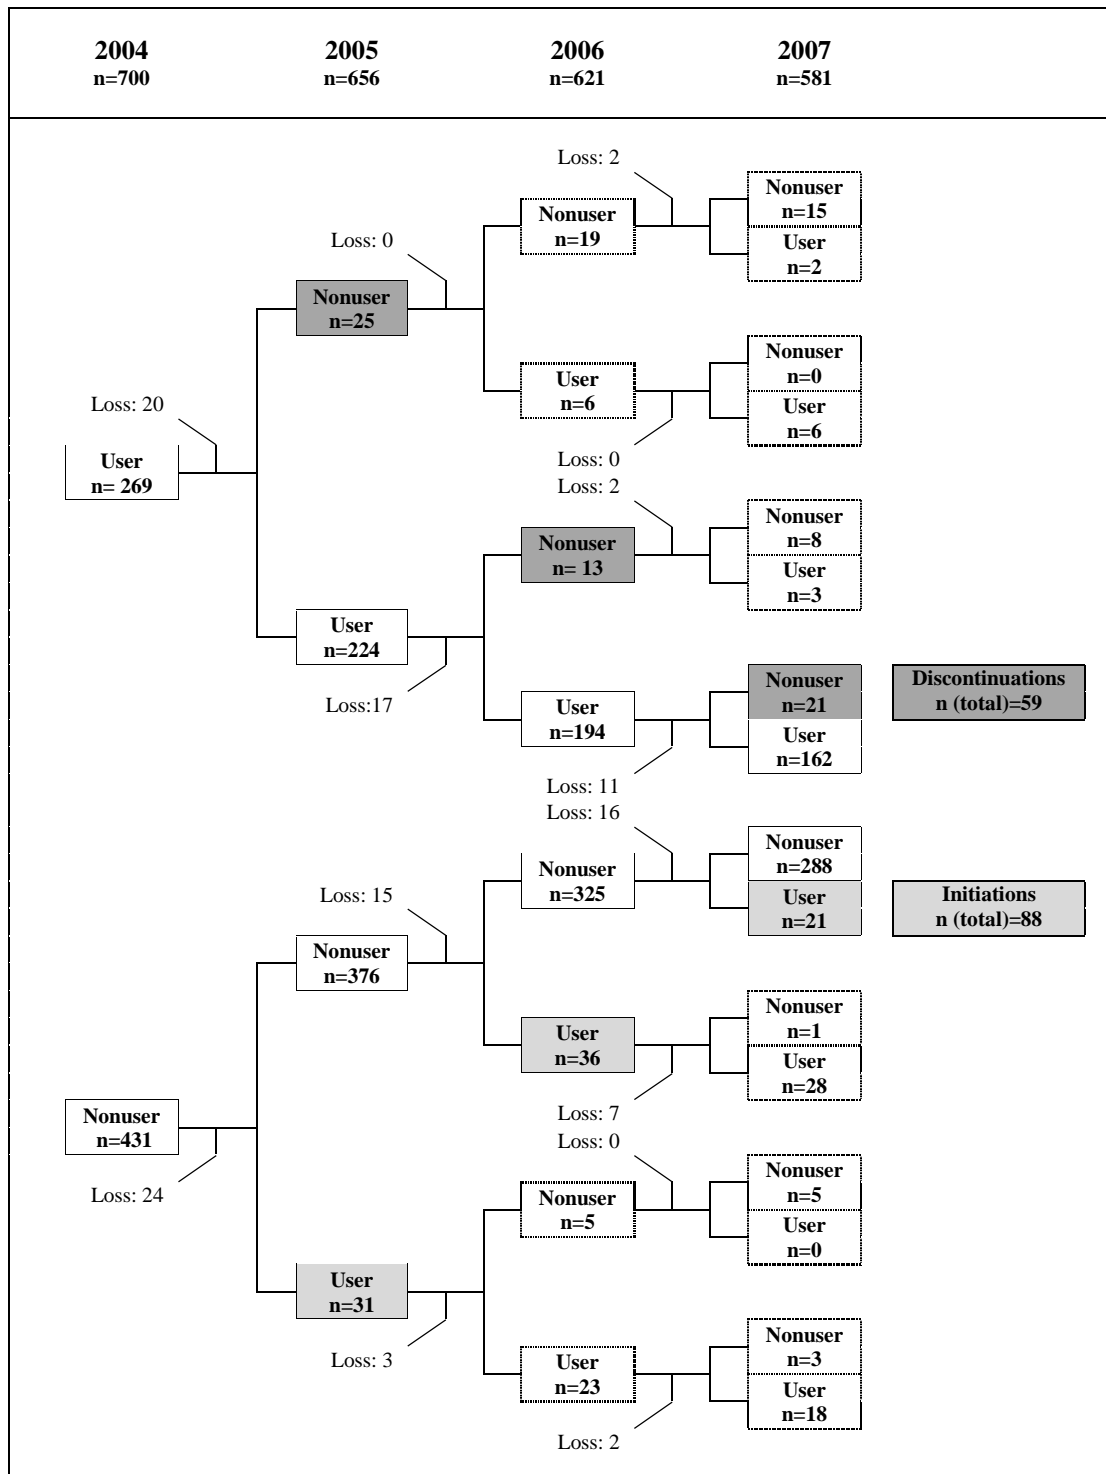 2004
n=700
2005
n=656
2006
n=621
2007
n=581
Loss: 2
Nonuser
n=15
User
n=2
Nonuser
n=19
Loss: 0
Nonuser
n=25
Nonuser
n=0
User
n=6
User
n=6
Loss: 0
Loss: 20
User
n= 269
Loss: 2
Nonuser
n=8
User
n=3
Nonuser
n= 13
User
n=224
Loss:17
Nonuser
n=21
User
n=162
Discontinuations
n (total)=59
User
n=194
Loss: 11
Loss: 16
Nonuser
n=288
User
n=21
Initiations
n (total)=88
Nonuser
n=325
Loss: 15
Nonuser
n=376
Nonuser
n=1
User
n=28
User
n=36
Loss: 7
Nonuser
n=431
Loss: 24
Loss: 0
Nonuser
n=5
User
n=0
Nonuser
n=5
User
n=31
Loss: 3
Nonuser
n=3
User
n=18
User
n=23
Loss: 2